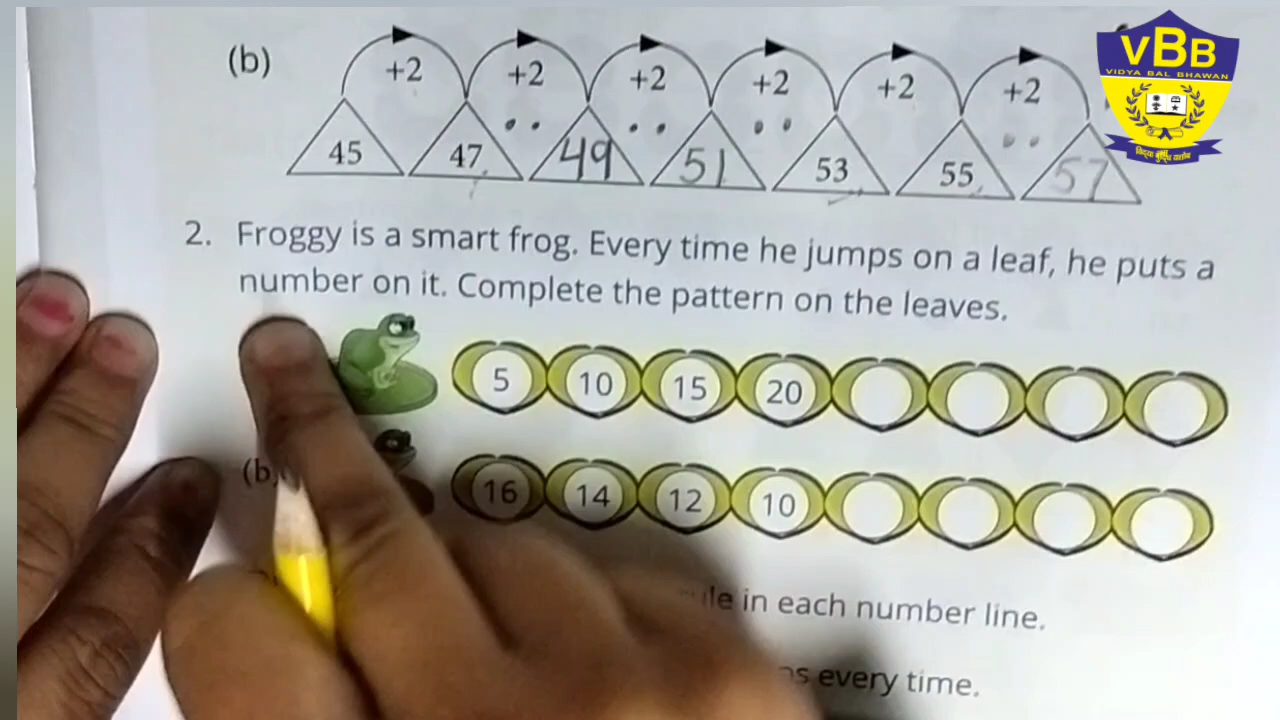 (b)
+2 +2 +2 +2 +2 +2
45 47 49 51 53 55 57
VBB
VIDYA BAL BHAWAN
2. Froggy is a smart frog. Every time he jumps on a leaf, he puts a
number on it. Complete the pattern on the leaves.
5 10 15 20
(b)
16 14 12 10
in each number line.
every time.